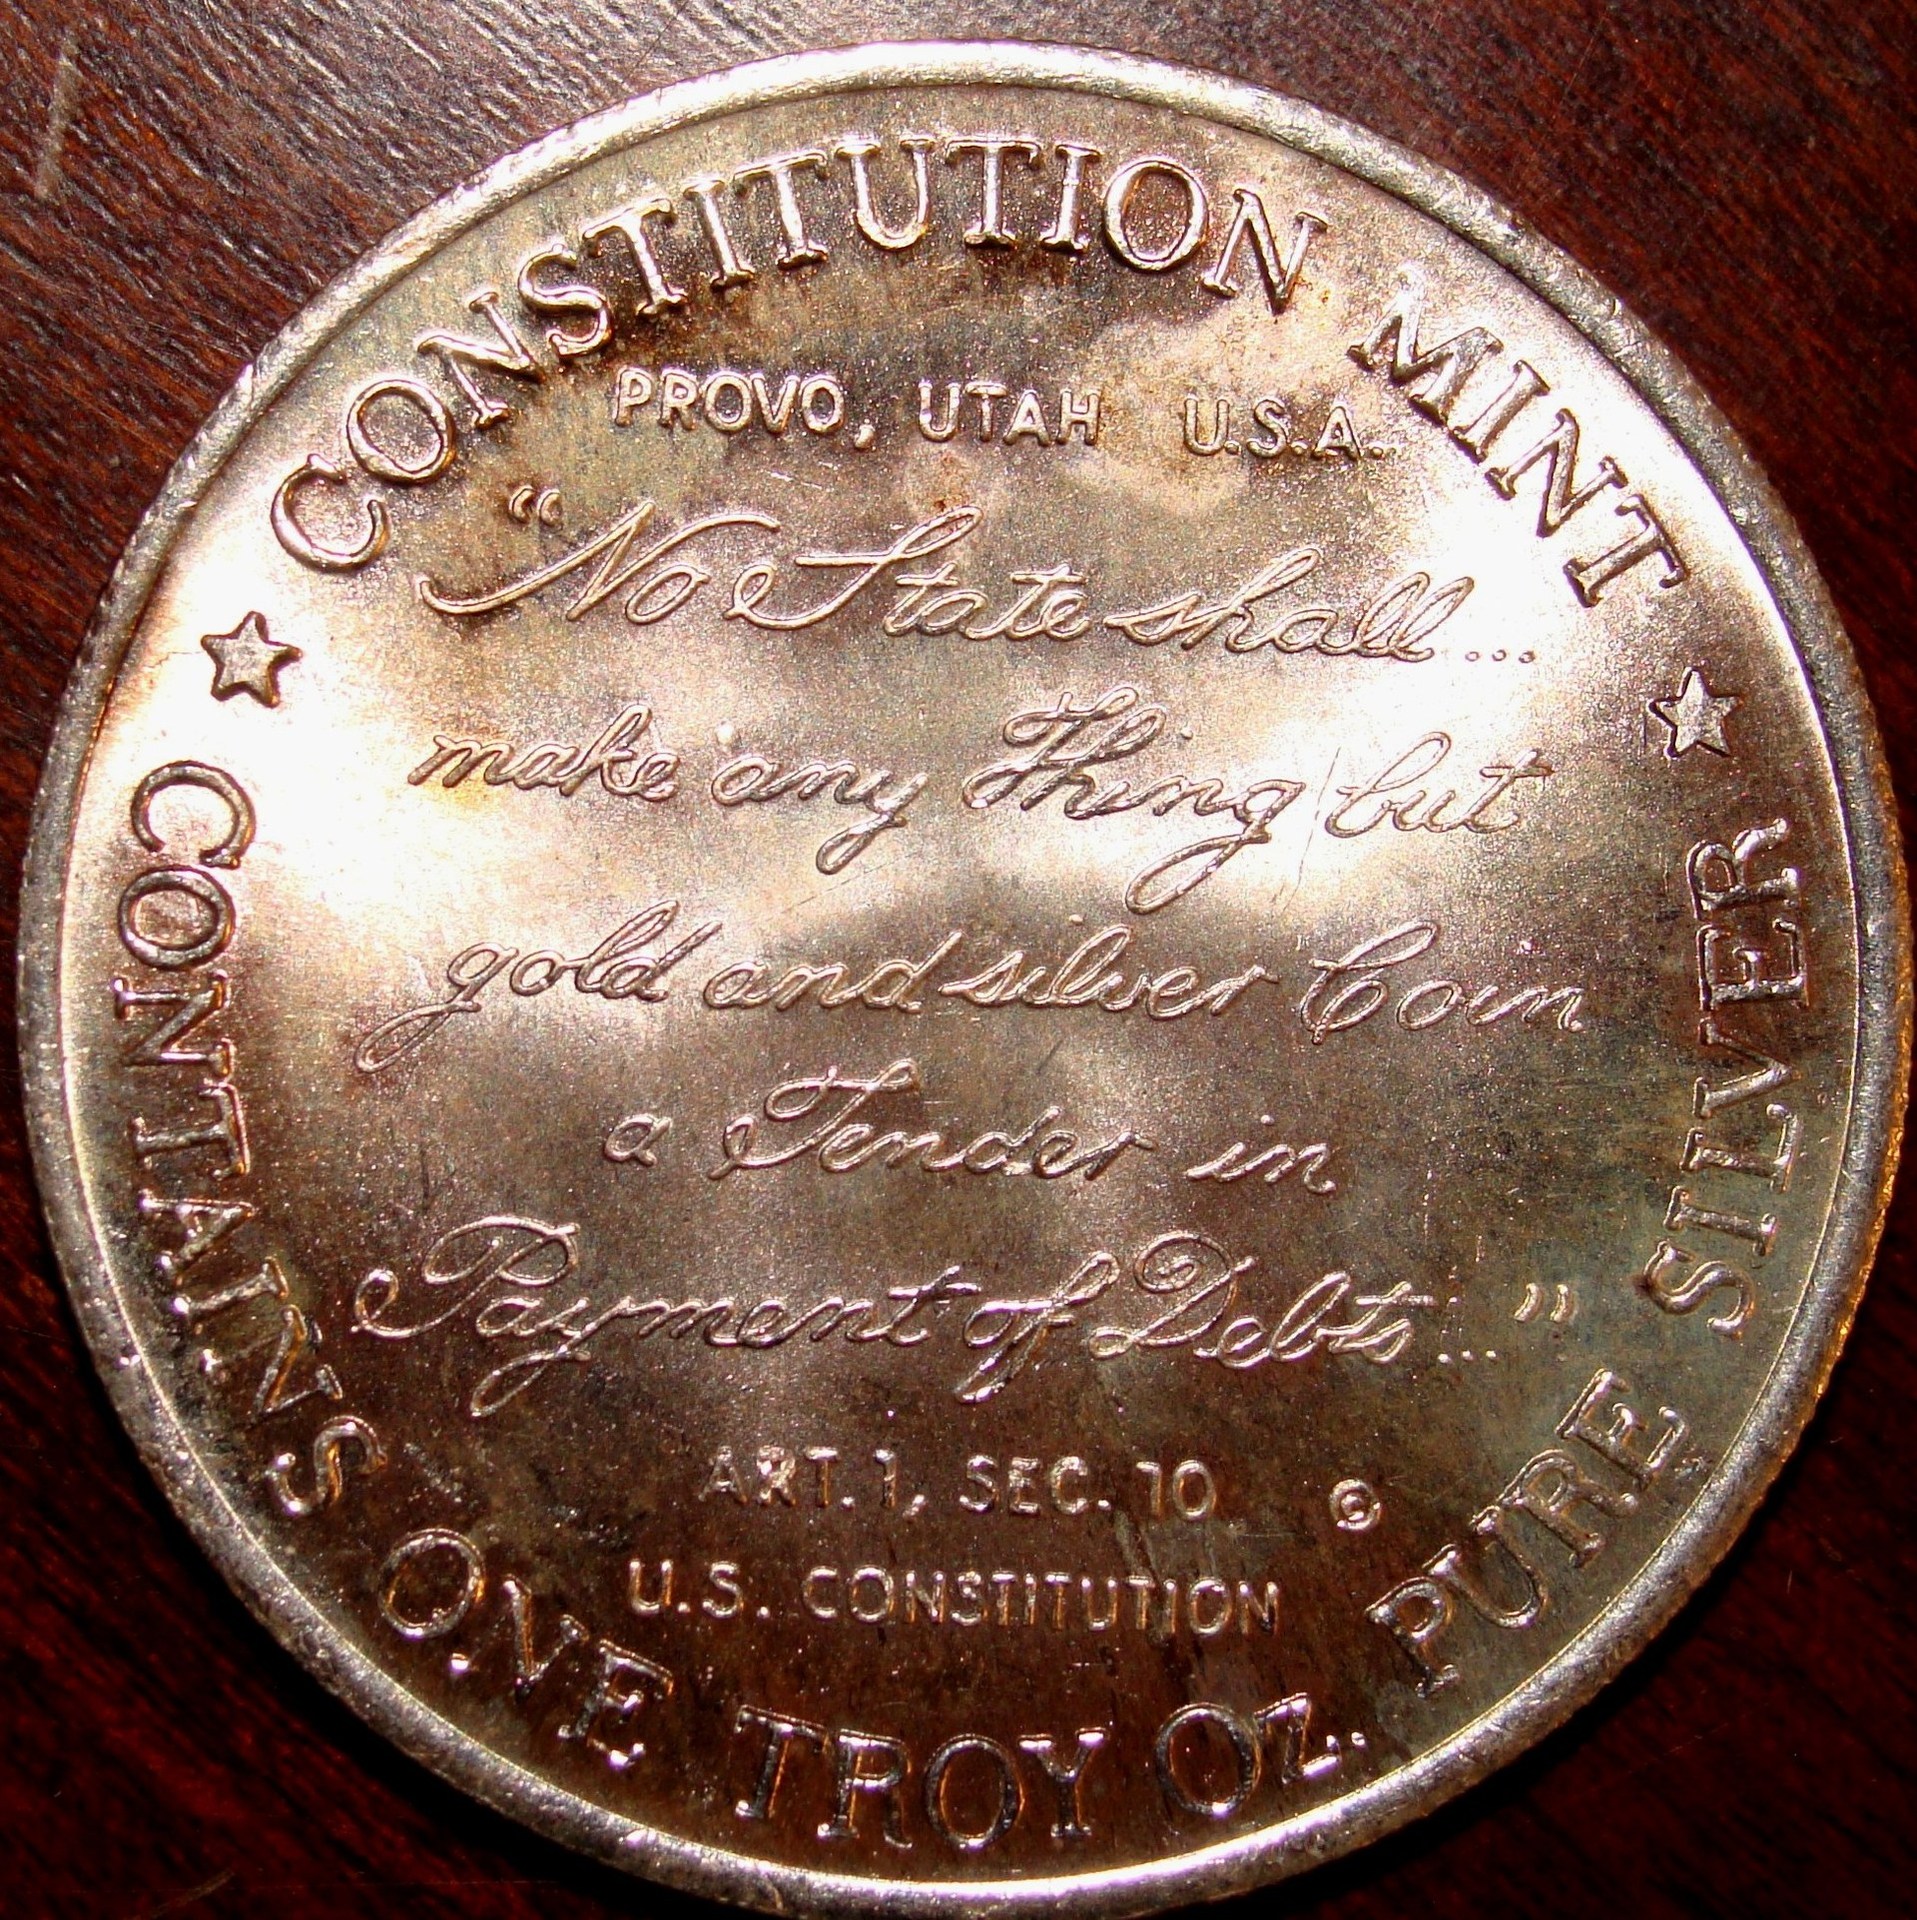 CONSTITUTION MINT
PROVO, UTAH U.S.A.
“No State shall...
make any Thing but
gold and silver Coin
a Tender in
Payment of Debts...”
ART. 1, SEC. 10 ©
U.S. CONSTITUTION
CONTAINS ONE TROY OZ. PURE SILVER